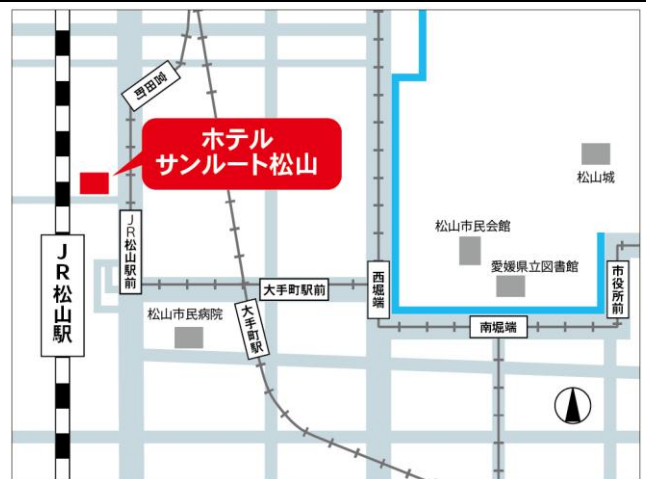 宮田町
ホテル
サンルート松山
松山城
JR松山駅前
松山市民会館
愛媛県立図書館
JR松山駅
大手町駅前
西堀端
市役所前
松山市民病院
大手町駅
南堀端